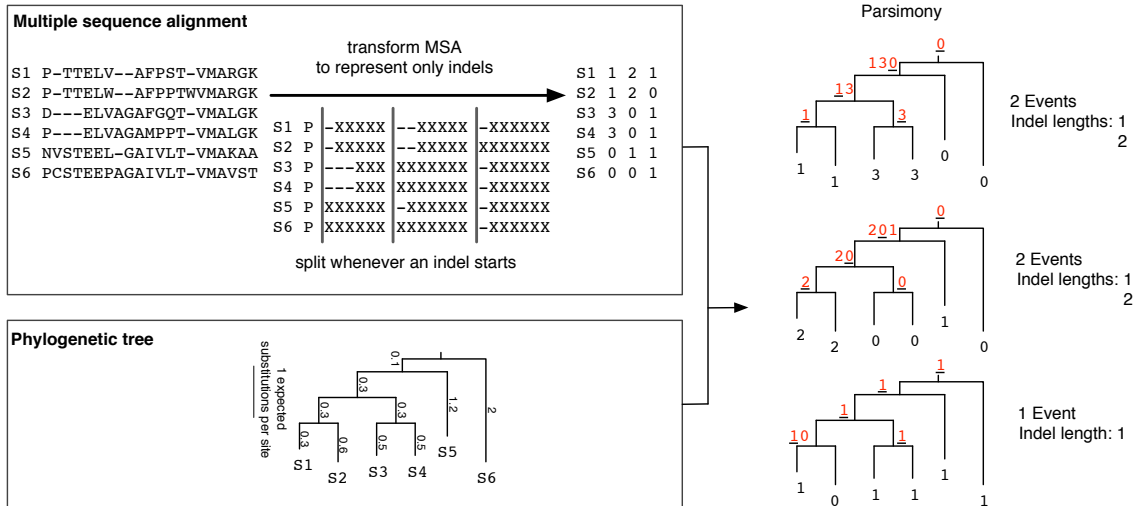 Multiple sequence alignment
S1 P-TTELV--AFPST-VMARGK
S2 P-TTELW--AFPPTWVMARGK
S3 D---ELVAGAFGQT-VMALGK
S4 P---ELVAGAMPPT-VMALGK
S5 NVSTEEL-GAIVLT-VMAKAA
S6 PCSTEEPAGAIVLT-VMAVST
transform MSA
to represent only indels
S1 P -XXXXX --XXXXX -XXXXXX
S2 P -XXXXX --XXXXX XXXXXXX
S3 P ---XXX XXXXXXX -XXXXXX
S4 P ---XXX XXXXXXX -XXXXXX
S5 P XXXXXX XXXXXXX -XXXXXX
S6 P XXXXXX XXXXXXX -XXXXXX
split whenever an indel starts
S1 1 2 1
S2 1 2 0
S3 3 0 1
S4 3 0 1
S5 0 1 1
S6 0 0 1
Phylogenetic tree
1 expected
substitutions per site
0.1
0.3
1.2
2
0.3
0.3
0.3
0.6
0.5
0.5
S1
S2
S3
S4
S5
S6
Parsimony
0
130
13
1
3
1
1
3
3
0
0
2 Events
Indel lengths: 1
2
0
201
20
2
0
2
2
0
0
1
0
2 Events
Indel lengths: 1
2
1
1
1
10
1
1
0
1
1
1
1
1 Event
Indel length: 1